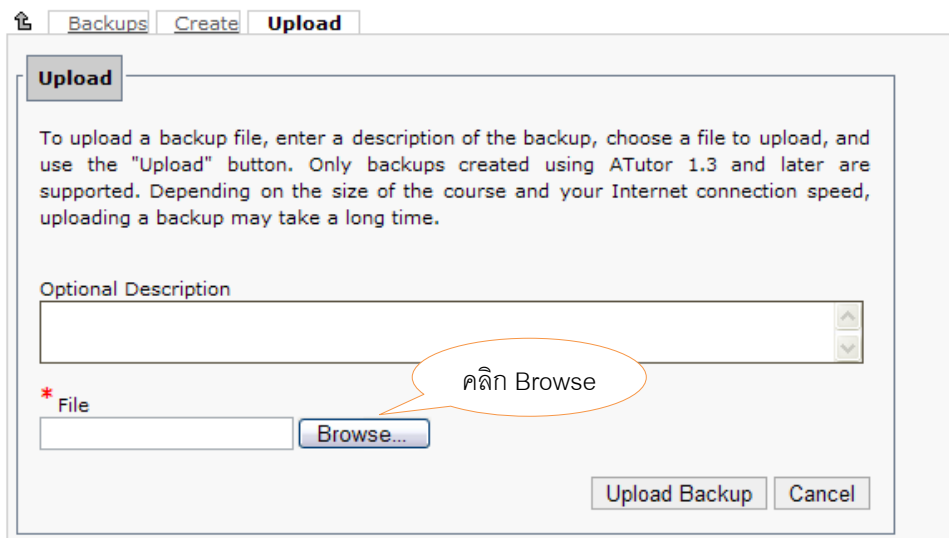 Backups Create Upload
Upload
To upload a backup file, enter a description of the backup, choose a file to upload, and
use the "Upload" button. Only backups created using ATutor 1.3 and later are
supported. Depending on the size of the course and your Internet connection speed,
uploading a backup may take a long time.
Optional Description
คลิก Browse
* File
Browse...
Upload Backup Cancel